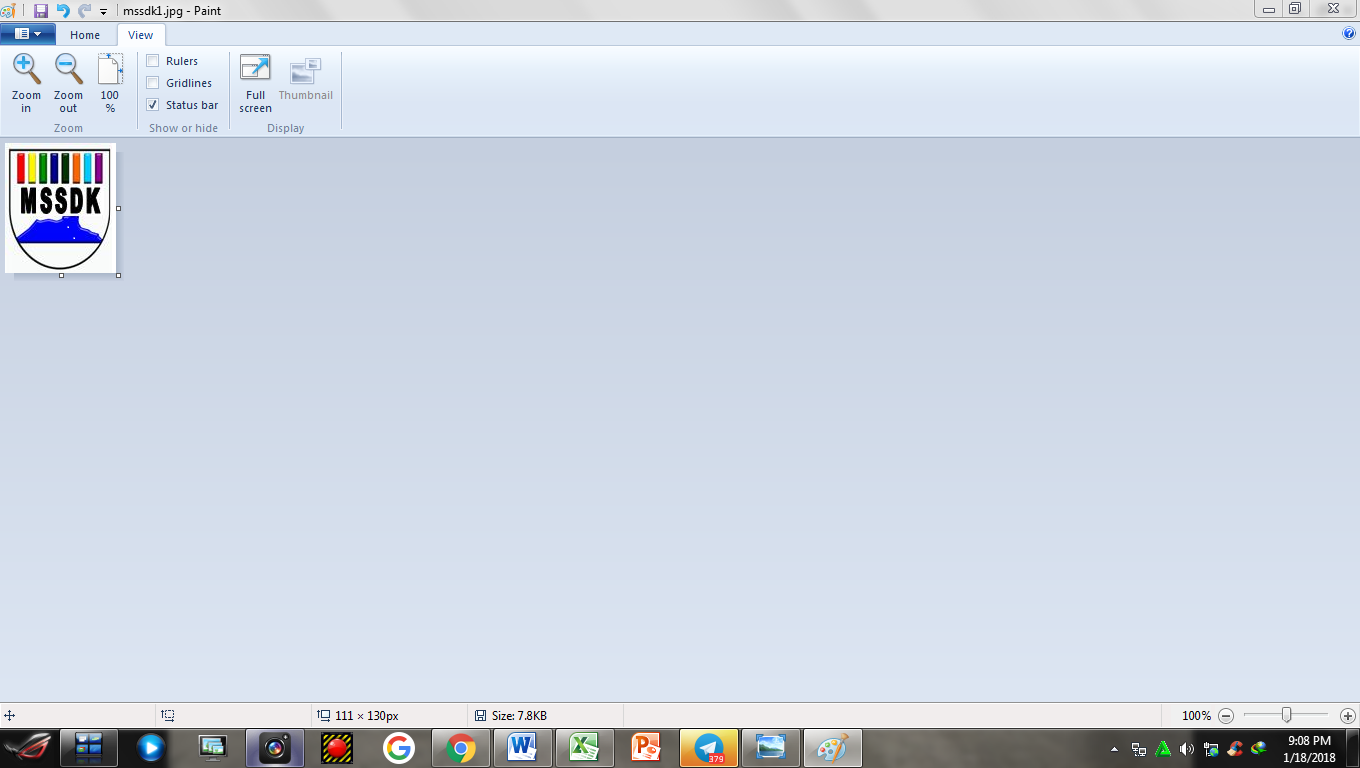 mssdk1.jpg - Paint
Home View
Zoom in
Zoom out
100 %
Zoom
Rulers
Gridlines
Status bar
Show or hide
Full screen
Thumbnail
Display
MSSDK
111 × 130px
Size: 7.8KB
100%
379
9:08 PM
1/18/2018